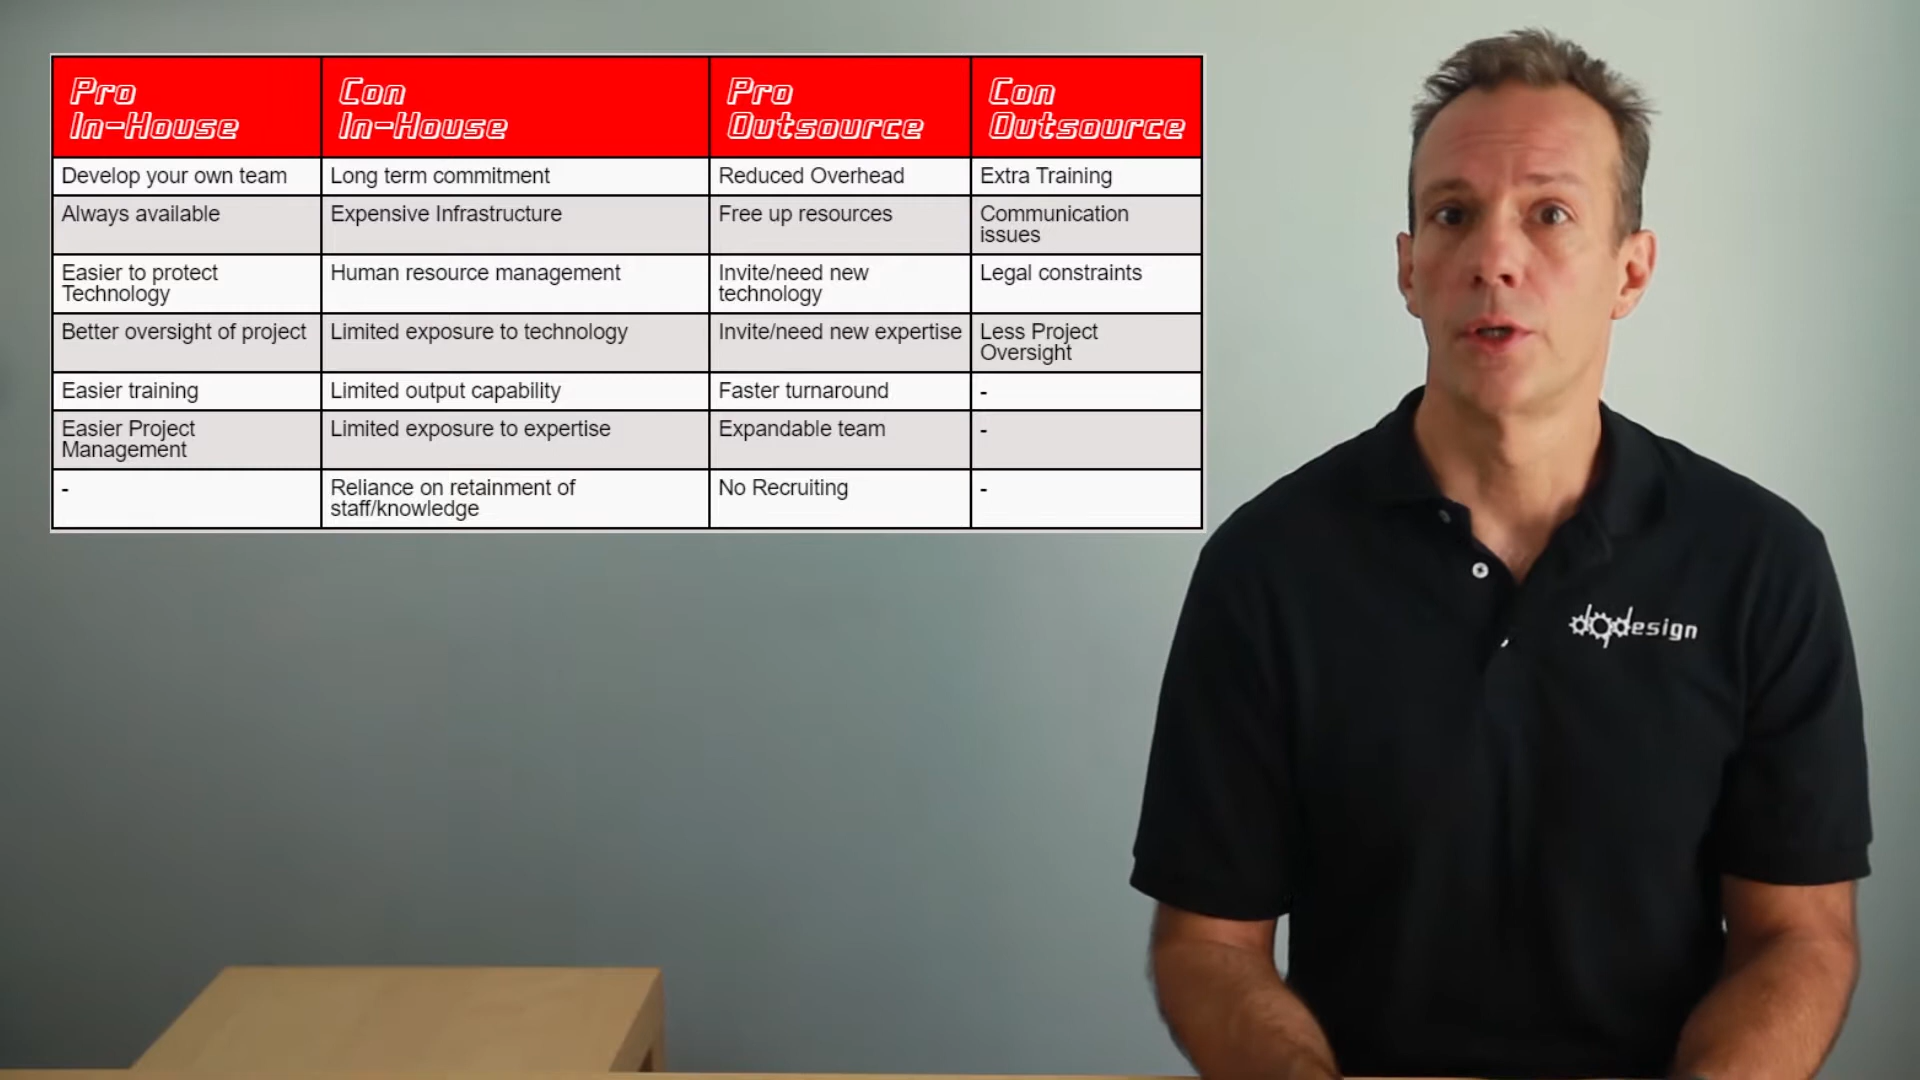 Pro
In-House
Con
In-House
Pro
Outsource
Con
Outsource
Develop your own team
Long term commitment
Reduced Overhead
Extra Training
Always available
Expensive Infrastructure
Free up resources
Communication
issues
Easier to protect
Technology
Human resource management
Invite/need new
technology
Legal constraints
Better oversight of project
Limited exposure to technology
Invite/need new expertise
Less Project
Oversight
Easier training
Limited output capability
Faster turnaround
-
Easier Project
Management
Limited exposure to expertise
Expandable team
-
-
Reliance on retainment of
staff/knowledge
No Recruiting
-
dqdesign